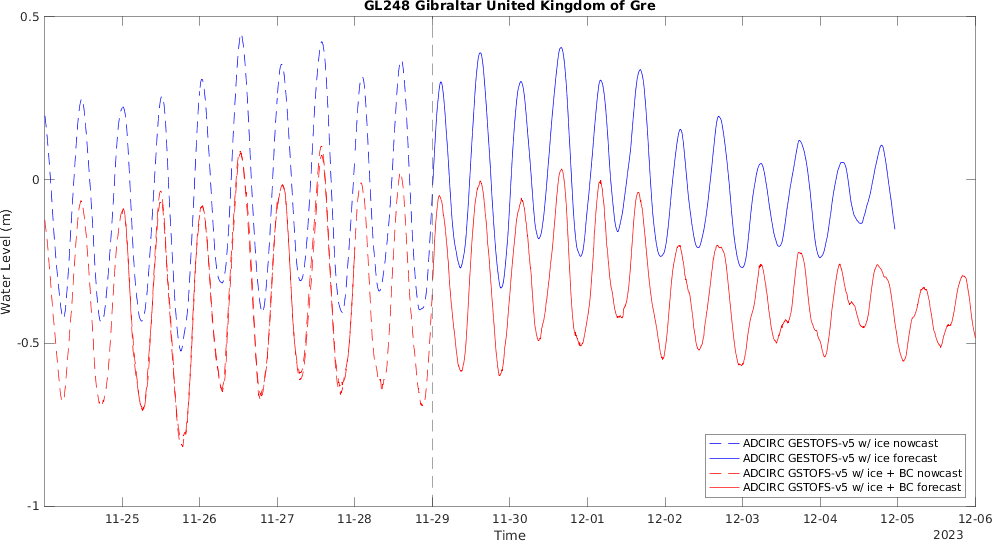 GL248 Gibraltar United Kingdom of Gre
0.5
0
-0.5
-1
Water Level (m)
ADCIRC GESTOFS-v5 w/ ice nowcast
ADCIRC GESTOFS-v5 w/ ice forecast
ADCIRC GSTOFS-v5 w/ ice + BC nowcast
ADCIRC GSTOFS-v5 w/ ice + BC forecast
11-25 11-26 11-27 11-28 11-29 11-30 12-01 12-02 12-03 12-04 12-05 12-06
Time
2023